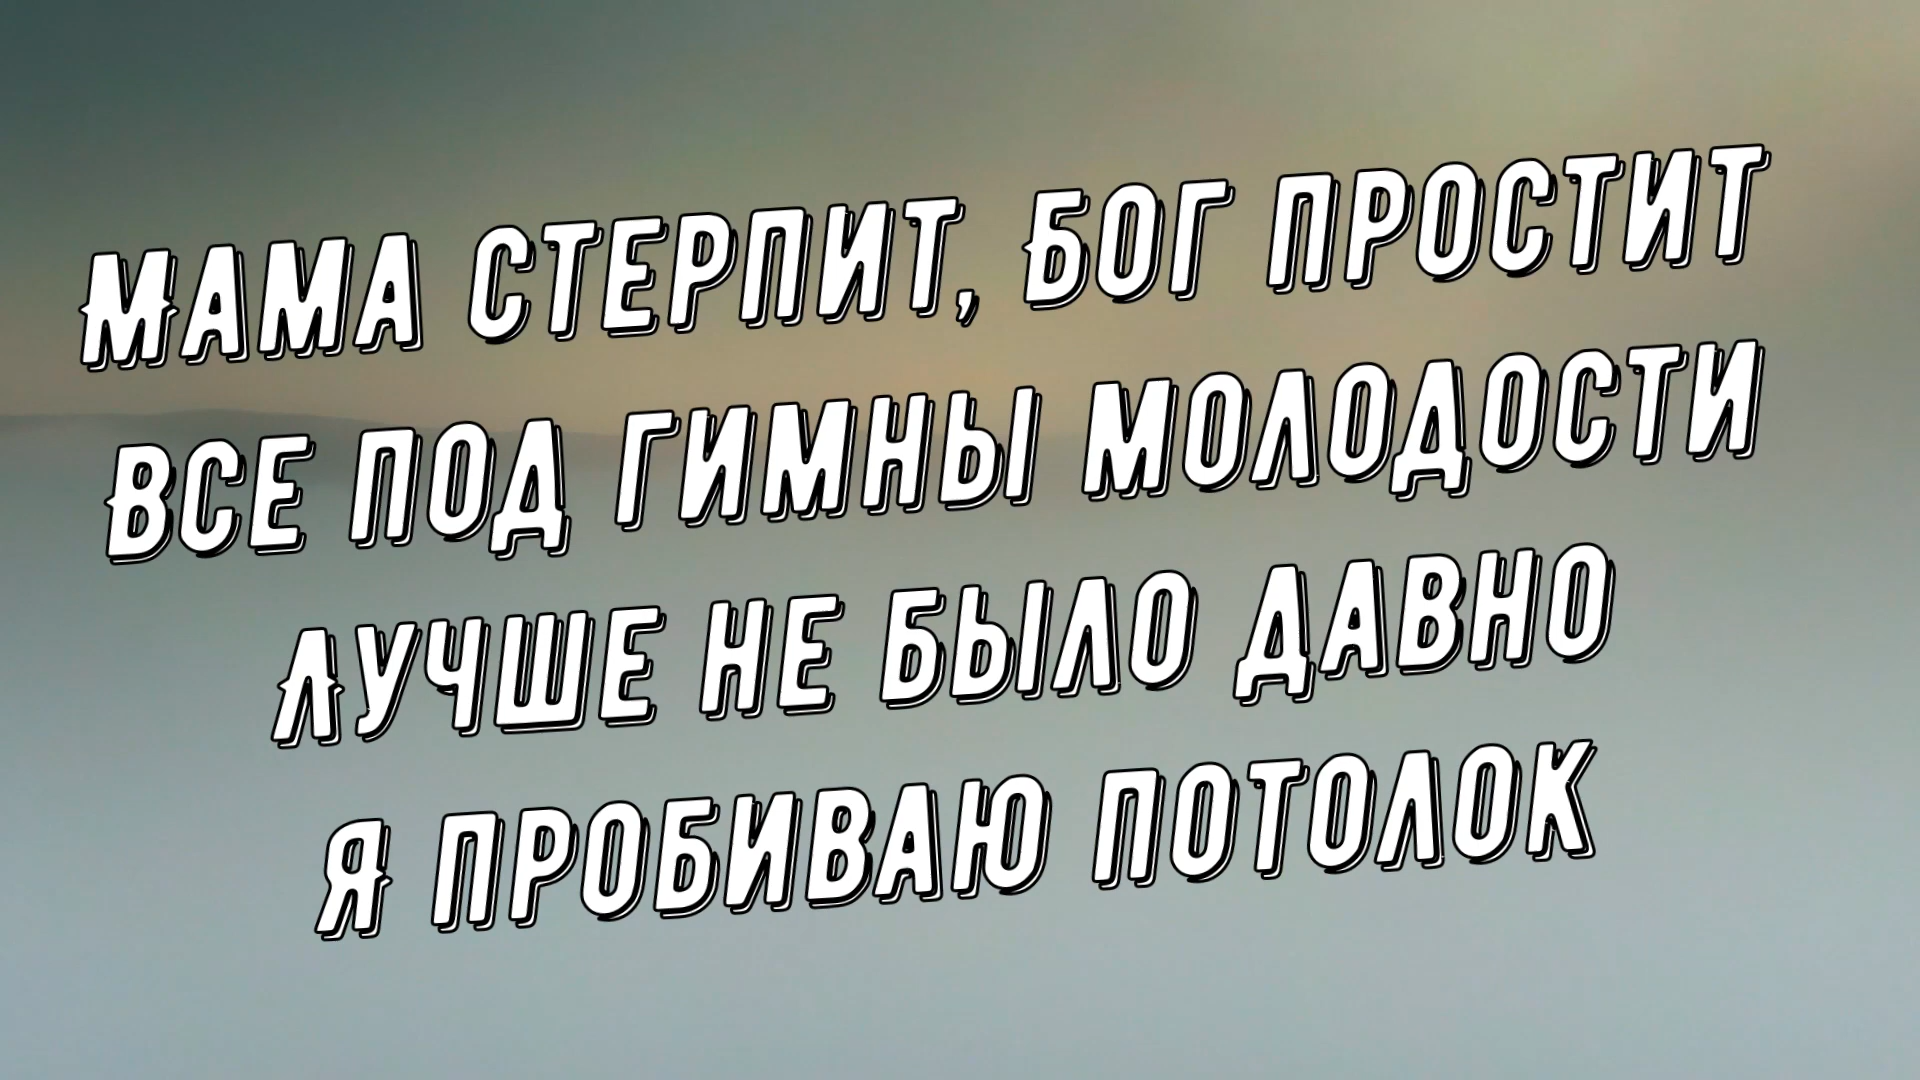 Мама стерпит, Бог простит
Все под гимны молодости
Лучше не было давно
Я пробиваю потолок